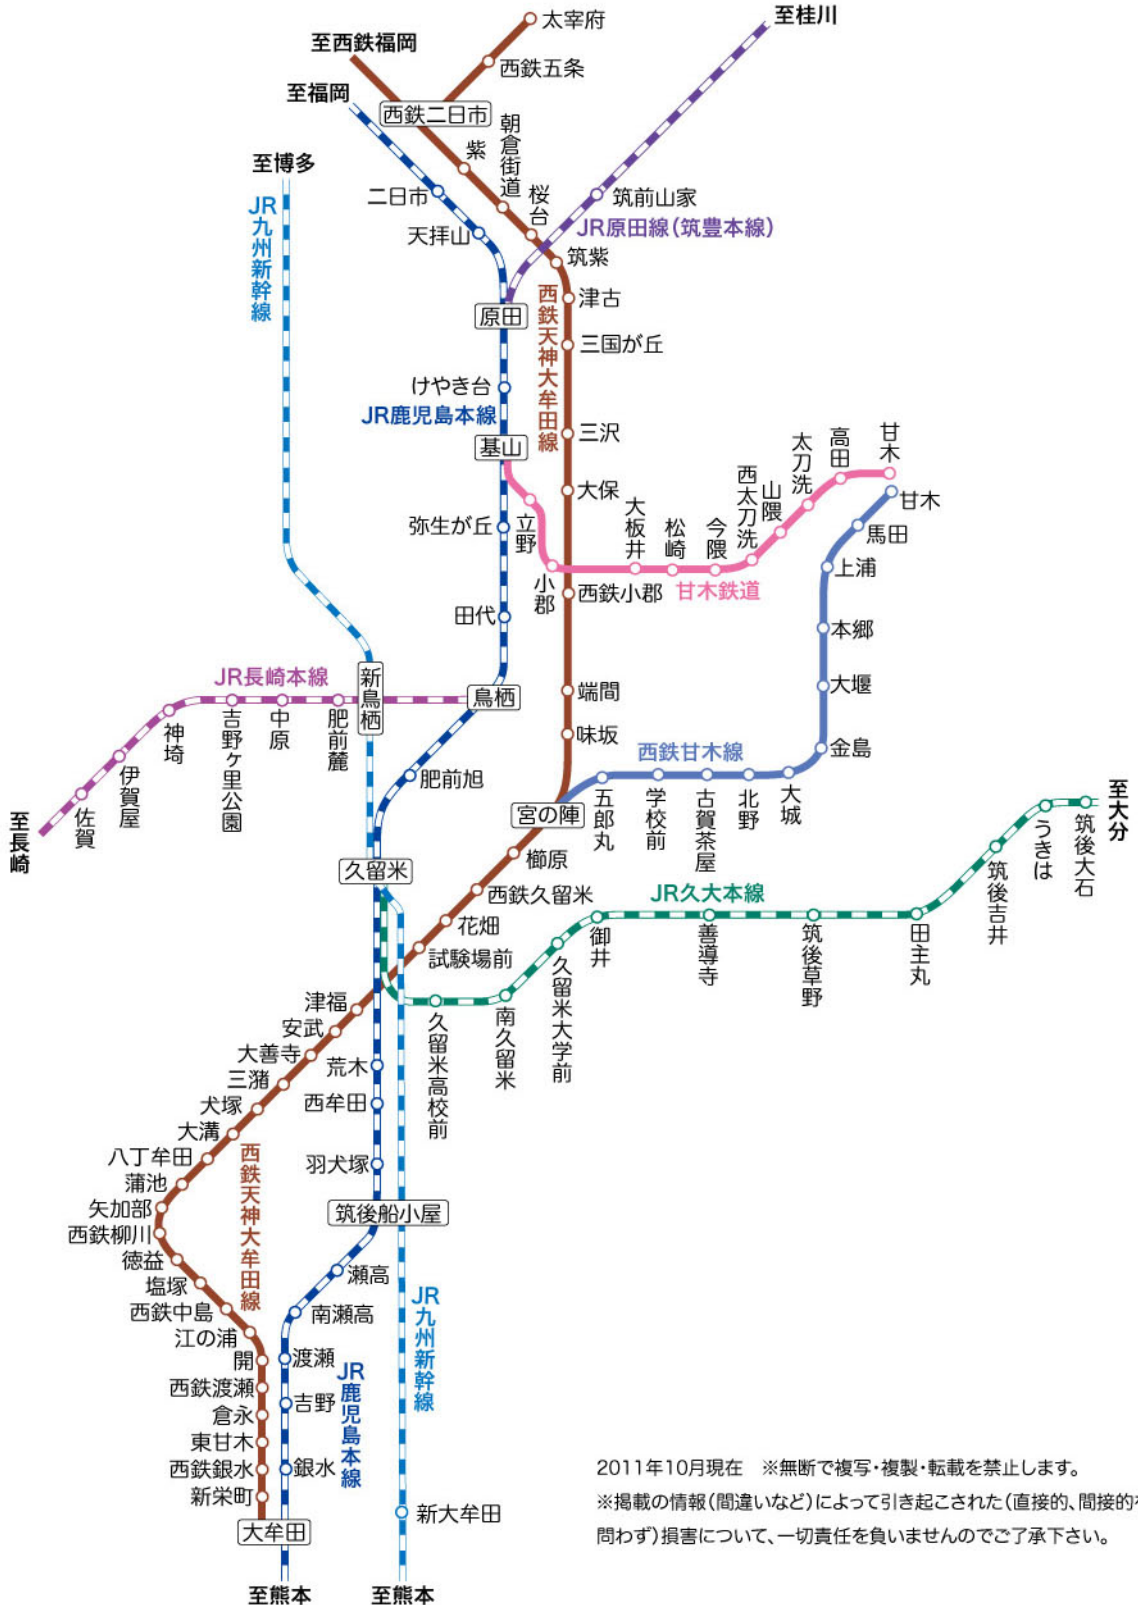 太宰府
至桂川
至西鉄福岡
西鉄五条
至福岡
西鉄二日市
朝倉街道
紫
至博多
二日市
桜台
筑前山家
JR九州新幹線
天拝山
JR原田線(筑豊本線)
筑紫
西鉄天神大牟田線
津古
原田
三国が丘
けやき台
JR鹿児島本線
三沢
基山
甘木
高田
太刀洗
山隈
西太刀洗
今隈
松崎
大板井
大保
甘木
弥生が丘
立野
馬田
小郡
西鉄小郡
甘木鉄道
上浦
田代
本郷
JR長崎本線
新鳥栖
鳥栖
端間
大堰
肥前麓
中原
吉野ヶ里公園
神埼
伊賀屋
佐賀
至長崎
味坂
西鉄甘木線
金島
肥前旭
宮の陣
五郎丸
学校前
古賀茶屋
北野
大城
至大分
筑後大石
うきは
筑後吉井
久留米
櫛原
西鉄久留米
JR久大本線
花畑
試験場前
御井
善導寺
筑後草野
田主丸
久留米大学前
南久留米
久留米高校前
津福
安武
大善寺
荒木
三潴
西牟田
犬塚
大溝
八丁牟田
西鉄天神大牟田線
羽犬塚
蒲池
矢加部
筑後船小屋
西鉄柳川
徳益
瀬高
塩塚
西鉄中島
南瀬高
JR九州新幹線
江の浦
開
渡瀬
JR鹿児島本線
西鉄渡瀬
吉野
倉永
東甘木
西鉄銀水
銀水
新栄町
新大牟田
大牟田
至熊本
至熊本
2011年10月現在　※無断で複写・複製・転載を禁止します。
※掲載の情報(間違いなど)によって引き起こされた(直接的、間接的を
問わず)損害について、一切責任を負いませんのでご了承下さい。